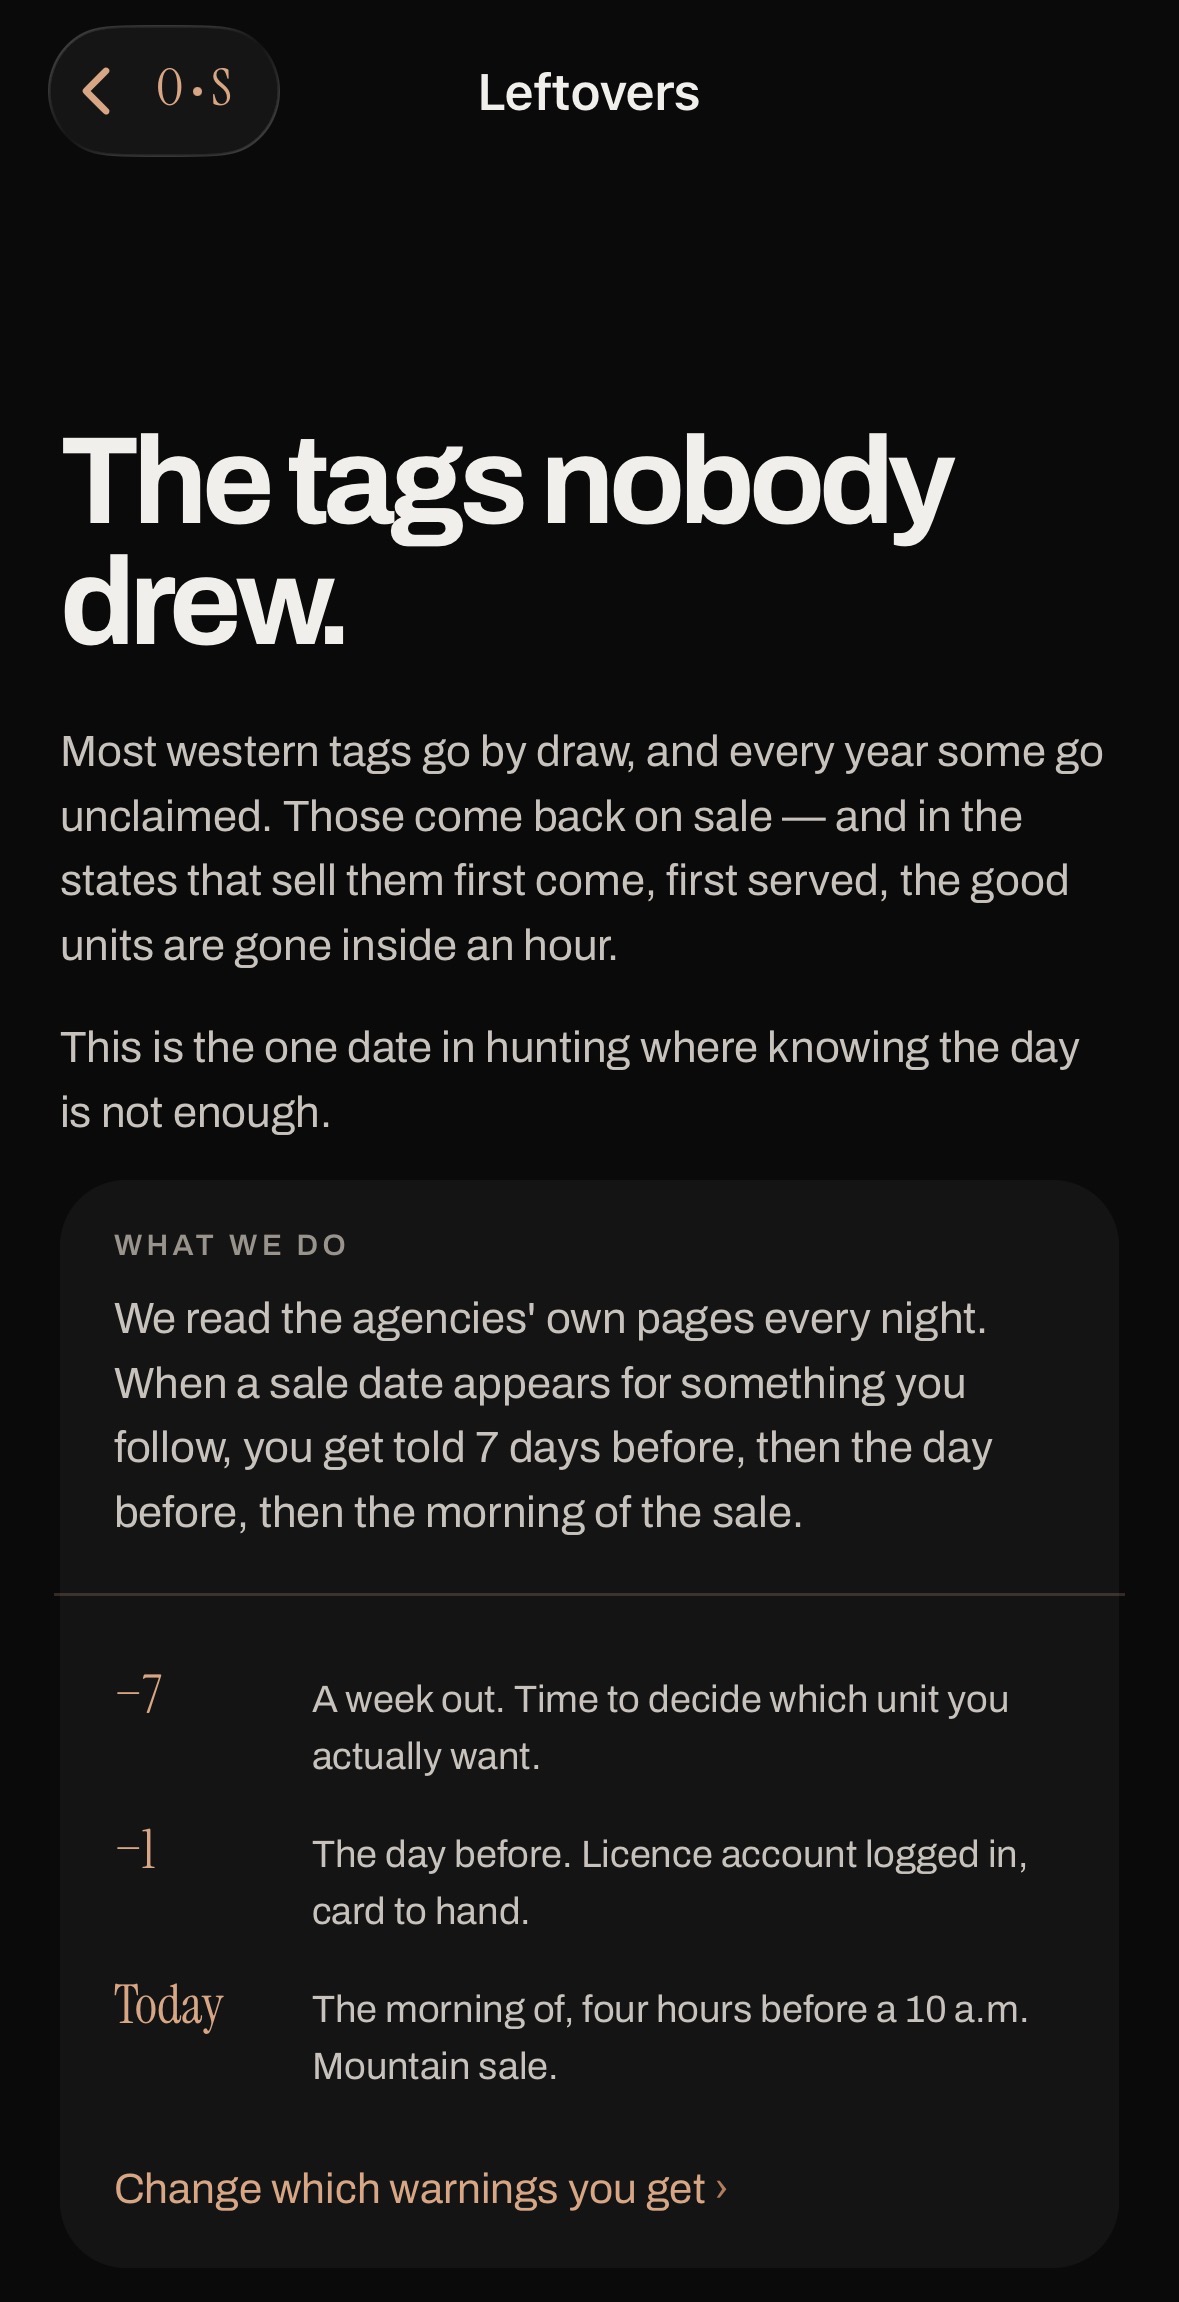 O·S
Leftovers
The tags nobody
drew.
Most western tags go by draw, and every year some go
unclaimed. Those come back on sale — and in the
states that sell them first come, first served, the good
units are gone inside an hour.
This is the one date in hunting where knowing the day
is not enough.
WHAT WE DO
We read the agencies' own pages every night.
When a sale date appears for something you
follow, you get told 7 days before, then the day
before, then the morning of the sale.
–7
A week out. Time to decide which unit you
actually want.
–1
The day before. Licence account logged in,
card to hand.
Today
The morning of, four hours before a 10 a.m.
Mountain sale.
Change which warnings you get ›